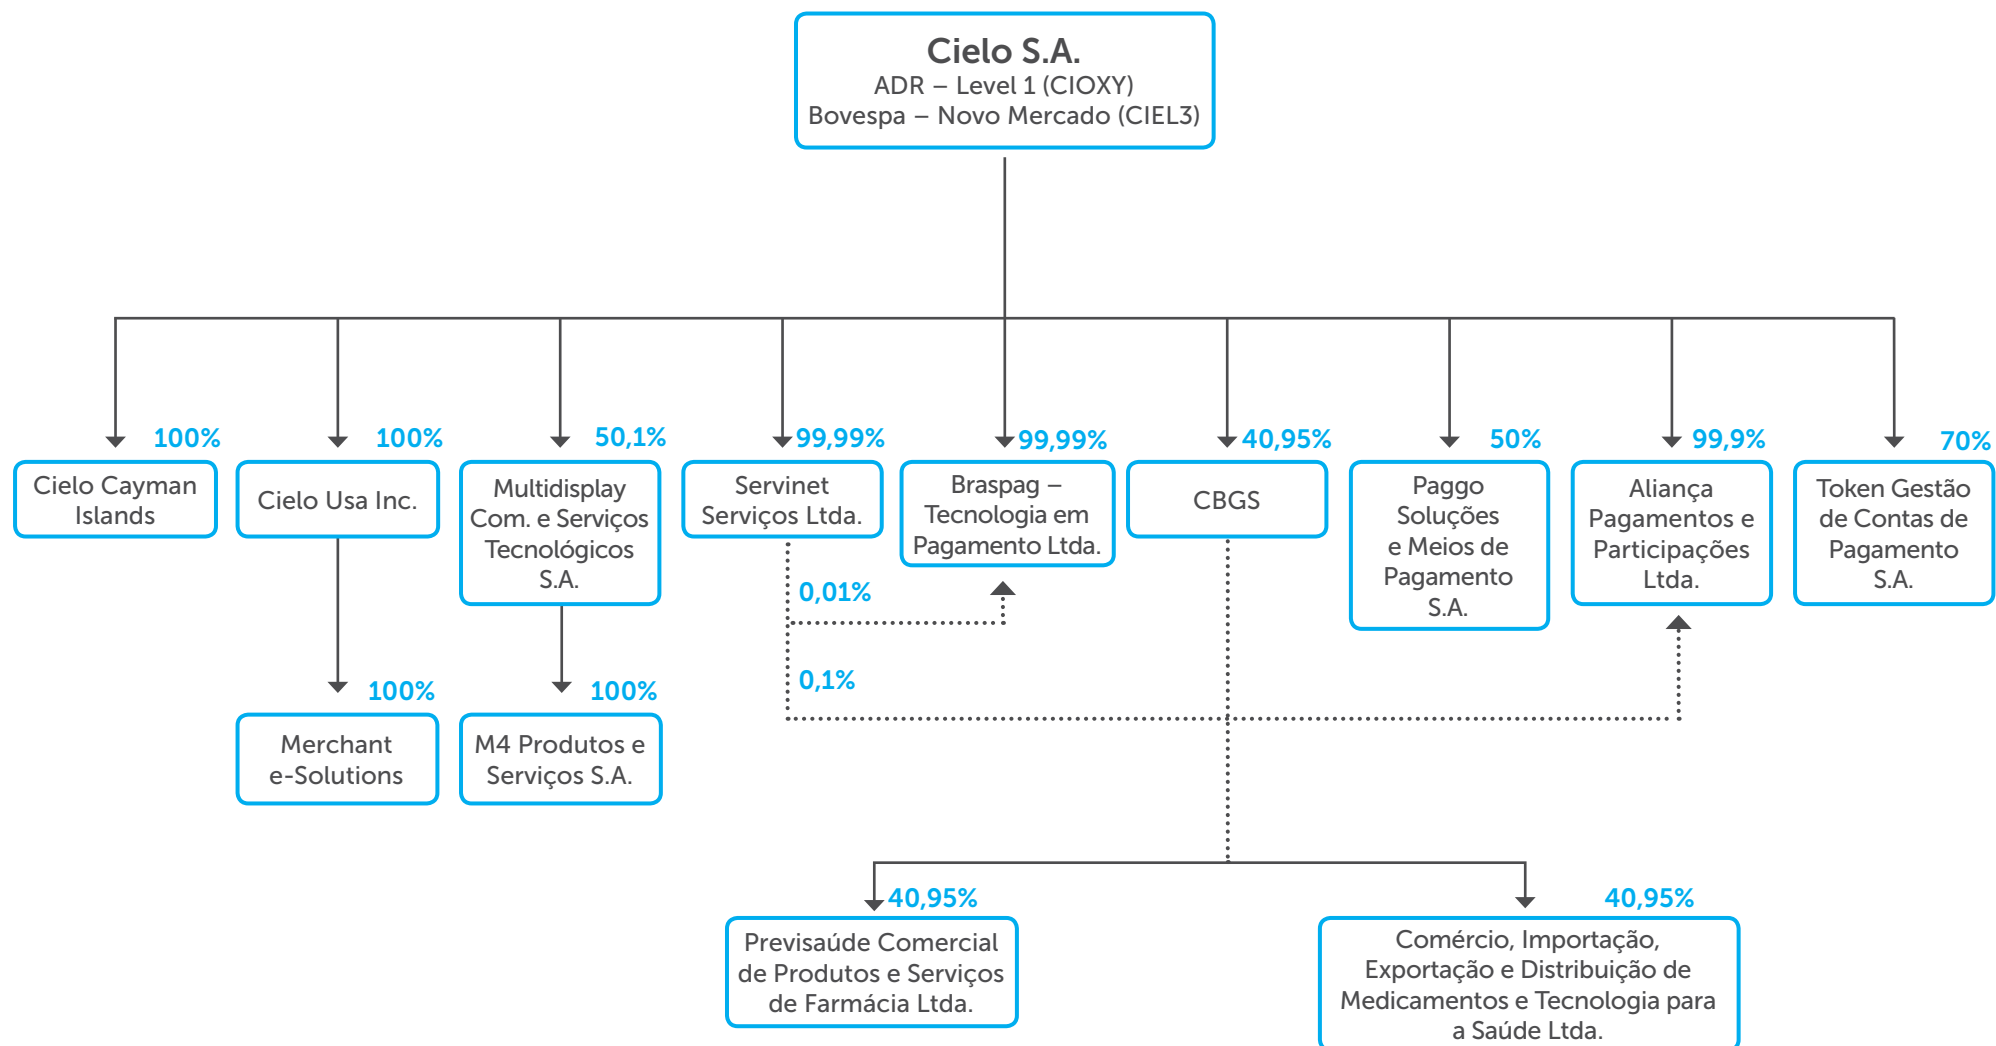 Cielo S.A.
ADR – Level 1 (CIOXY)
Bovespa – Novo Mercado (CIEL3)
100%
Cielo Cayman
Islands
100%
Cielo Usa Inc.
50,1%
Multidisplay
Com. e Serviços
Tecnológicos
S.A.
99,99%
Servinet
Serviços Ltda.
99,99%
Braspag –
Tecnologia em
Pagamento Ltda.
40,95%
CBGS
50%
Paggo
Soluções
e Meios de
Pagamento
S.A.
99,9%
Aliança
Pagamentos e
Participações
Ltda.
70%
Token Gestão
de Contas de
Pagamento
S.A.
0,01%
0,1%
100%
Merchant
e-Solutions
100%
M4 Produtos e
Serviços S.A.
40,95%
Previsaúde Comercial
de Produtos e Serviços
de Farmácia Ltda.
40,95%
Comércio, Importação,
Exportação e Distribuição de
Medicamentos e Tecnologia para
a Saúde Ltda.